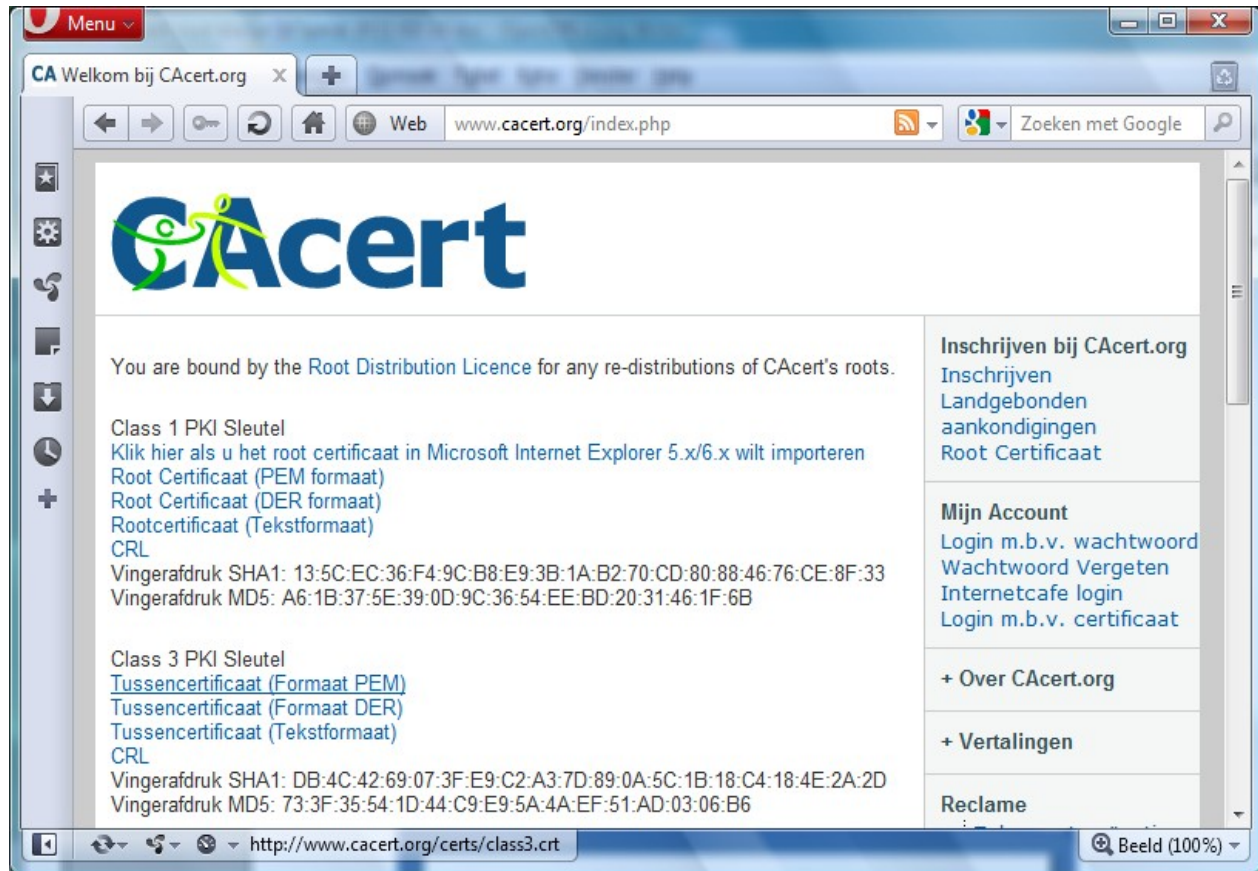 Menu
CA Welkom bij CAcert.org
Web www.cacert.org/index.php
Zoeken met Google
CAcert
You are bound by the Root Distribution Licence for any re-distributions of CAcert's roots.
Class 1 PKI Sleutel
Klik hier als u het root certificaat in Microsoft Internet Explorer 5.x/6.x wilt importeren
Root Certificaat (PEM formaat)
Root Certificaat (DER formaat)
Rootcertificaat (Tekstformaat)
CRL
Vingerafdruk SHA1: 13:5C:EC:36:F4:9C:B8:E9:3B:1A:B2:70:CD:80:88:46:76:CE:8F:33
Vingerafdruk MD5: A6:1B:37:5E:39:0D:9C:36:54:EE:BD:20:31:46:1F:6B
Class 3 PKI Sleutel
Tussencertificaat (Formaat PEM)
Tussencertificaat (Formaat DER)
Tussencertificaat (Tekstformaat)
CRL
Vingerafdruk SHA1: DB:4C:42:69:07:3F:E9:C2:A3:7D:89:0A:5C:1B:18:C4:18:4E:2A:2D
Vingerafdruk MD5: 73:3F:35:54:1D:44:C9:E9:5A:4A:EF:51:AD:03:06:B6
Inschrijven bij CAcert.org
Inschrijven
Landgebonden
aankondigingen
Root Certificaat
Mijn Account
Login m.b.v. wachtwoord
Wachtwoord Vergeten
Internetcafe login
Login m.b.v. certificaat
+ Over CAcert.org
+ Vertalingen
Reclame
http://www.cacert.org/certs/class3.crt
Beeld (100%)